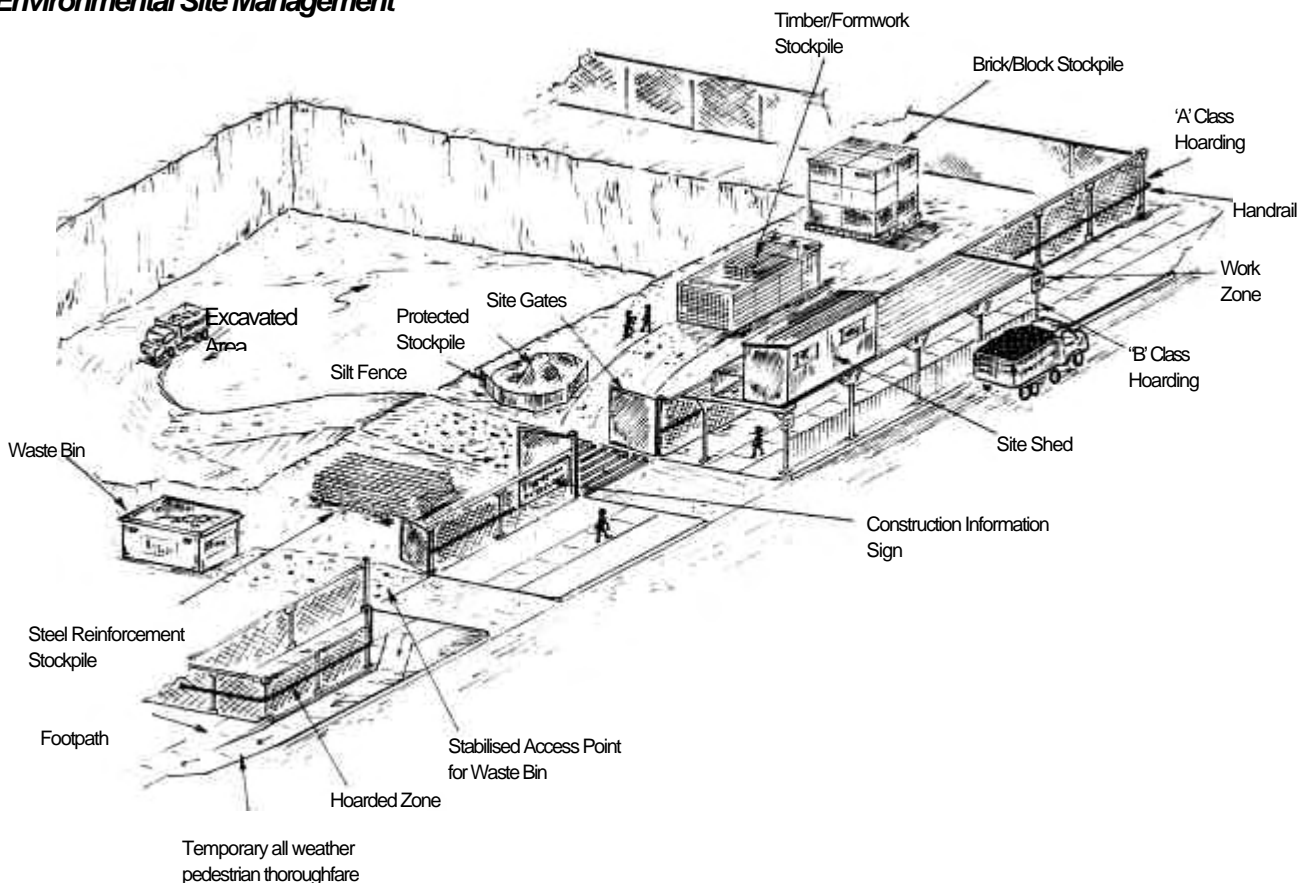 Environmental Site Management
Timber/Formwork
Stockpile
Brick/Block Stockpile
'A' Class
Hoarding
Handrail
Work
Zone
'B' Class
Hoarding
Site Gates
Protected
Stockpile
Excavated
Area
Silt Fence
Site Shed
Waste Bin
Construction Information
Sign
Steel Reinforcement
Stockpile
Footpath
Stabilised Access Point
for Waste Bin
Hoarded Zone
Temporary all weather
pedestrian thoroughfare